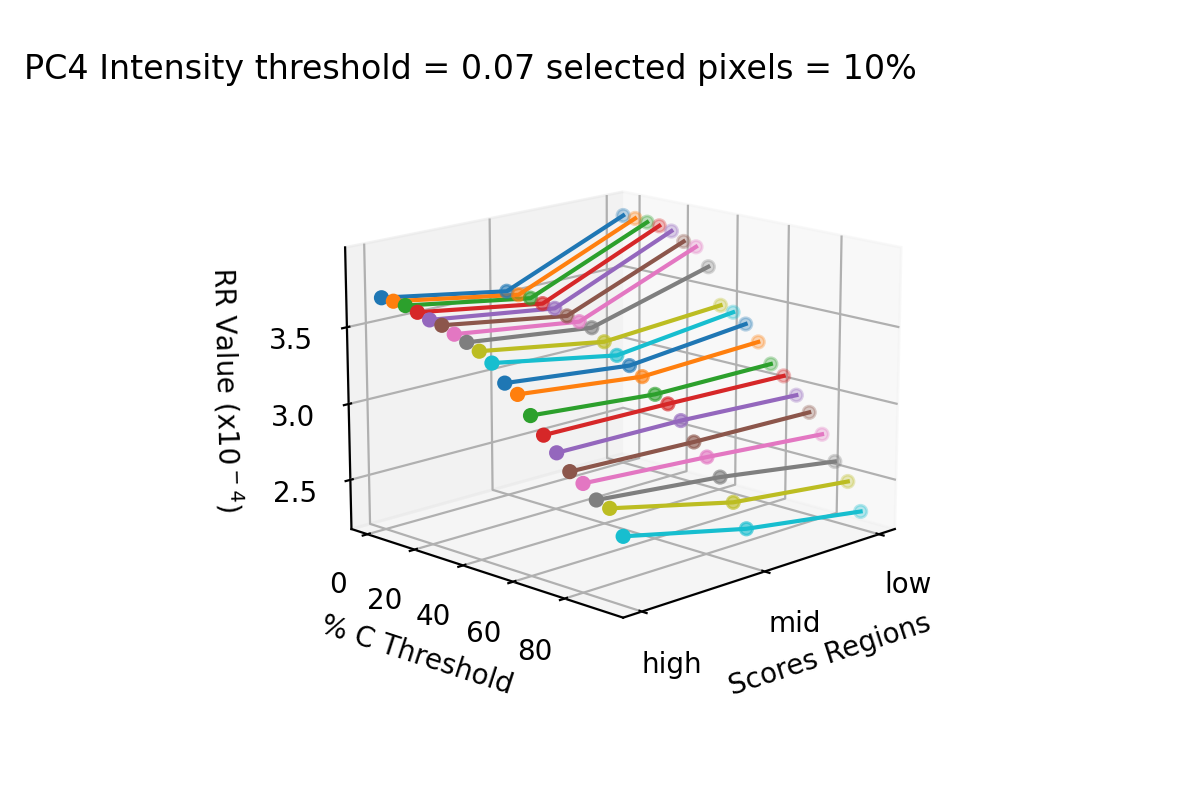 PC4 Intensity threshold = 0.07 selected pixels = 10%
RR Value (x10⁻⁴)
3.5
3.0
2.5
0
20
40
60
80
% C Threshold
high
mid
low
Scores Regions